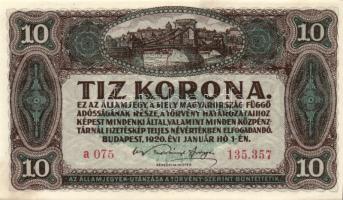 10 10
TIZ KORONA.
EZ AZ ÁLLAMJEGY, A MELY MAGYARORSZÁG FÜGGŐ
ADÓSSÁGÁNAK RÉSZE, A TÖRVÉNY HATÁROZATAIHOZ
KÉPEST MINDENKI ÁLTAL, VALAMINT MINDEN KÖZPÉNZ-
TÁRNÁL FIZETÉSKÉP TELJES NÉVÉRTÉKBEN ELFOGADANDÓ.
BUDAPEST, 1920. ÉVI JANUÁR HÓ 1-ÉN.
a 075 135.357
10 10
AZ ÁLLAMJEGYEK UTÁNZÁSA A TÖRVÉNY SZERINT BÜNTETTETIK.